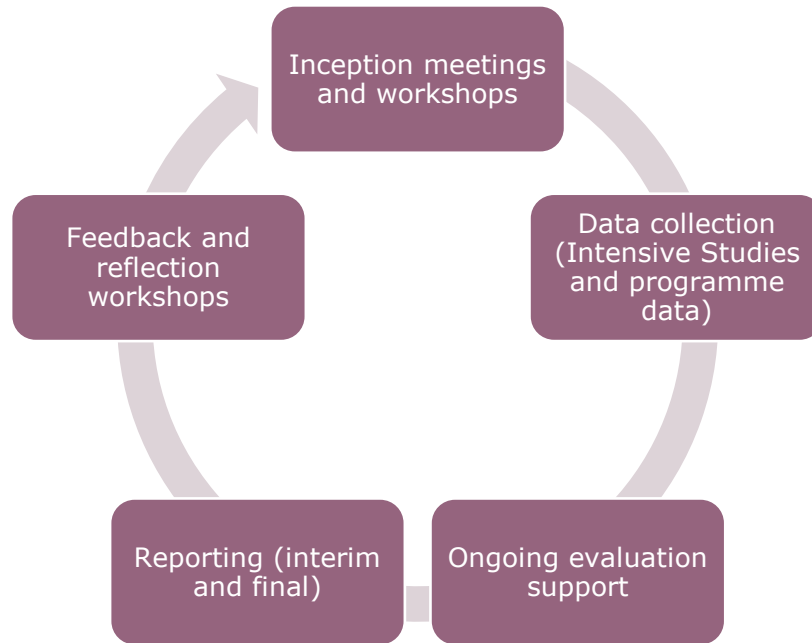 Inception meetings
and workshops
Data collection
(Intensive Studies
and programme
data)
Ongoing evaluation
support
Reporting (interim
and final)
Feedback and
reflection
workshops